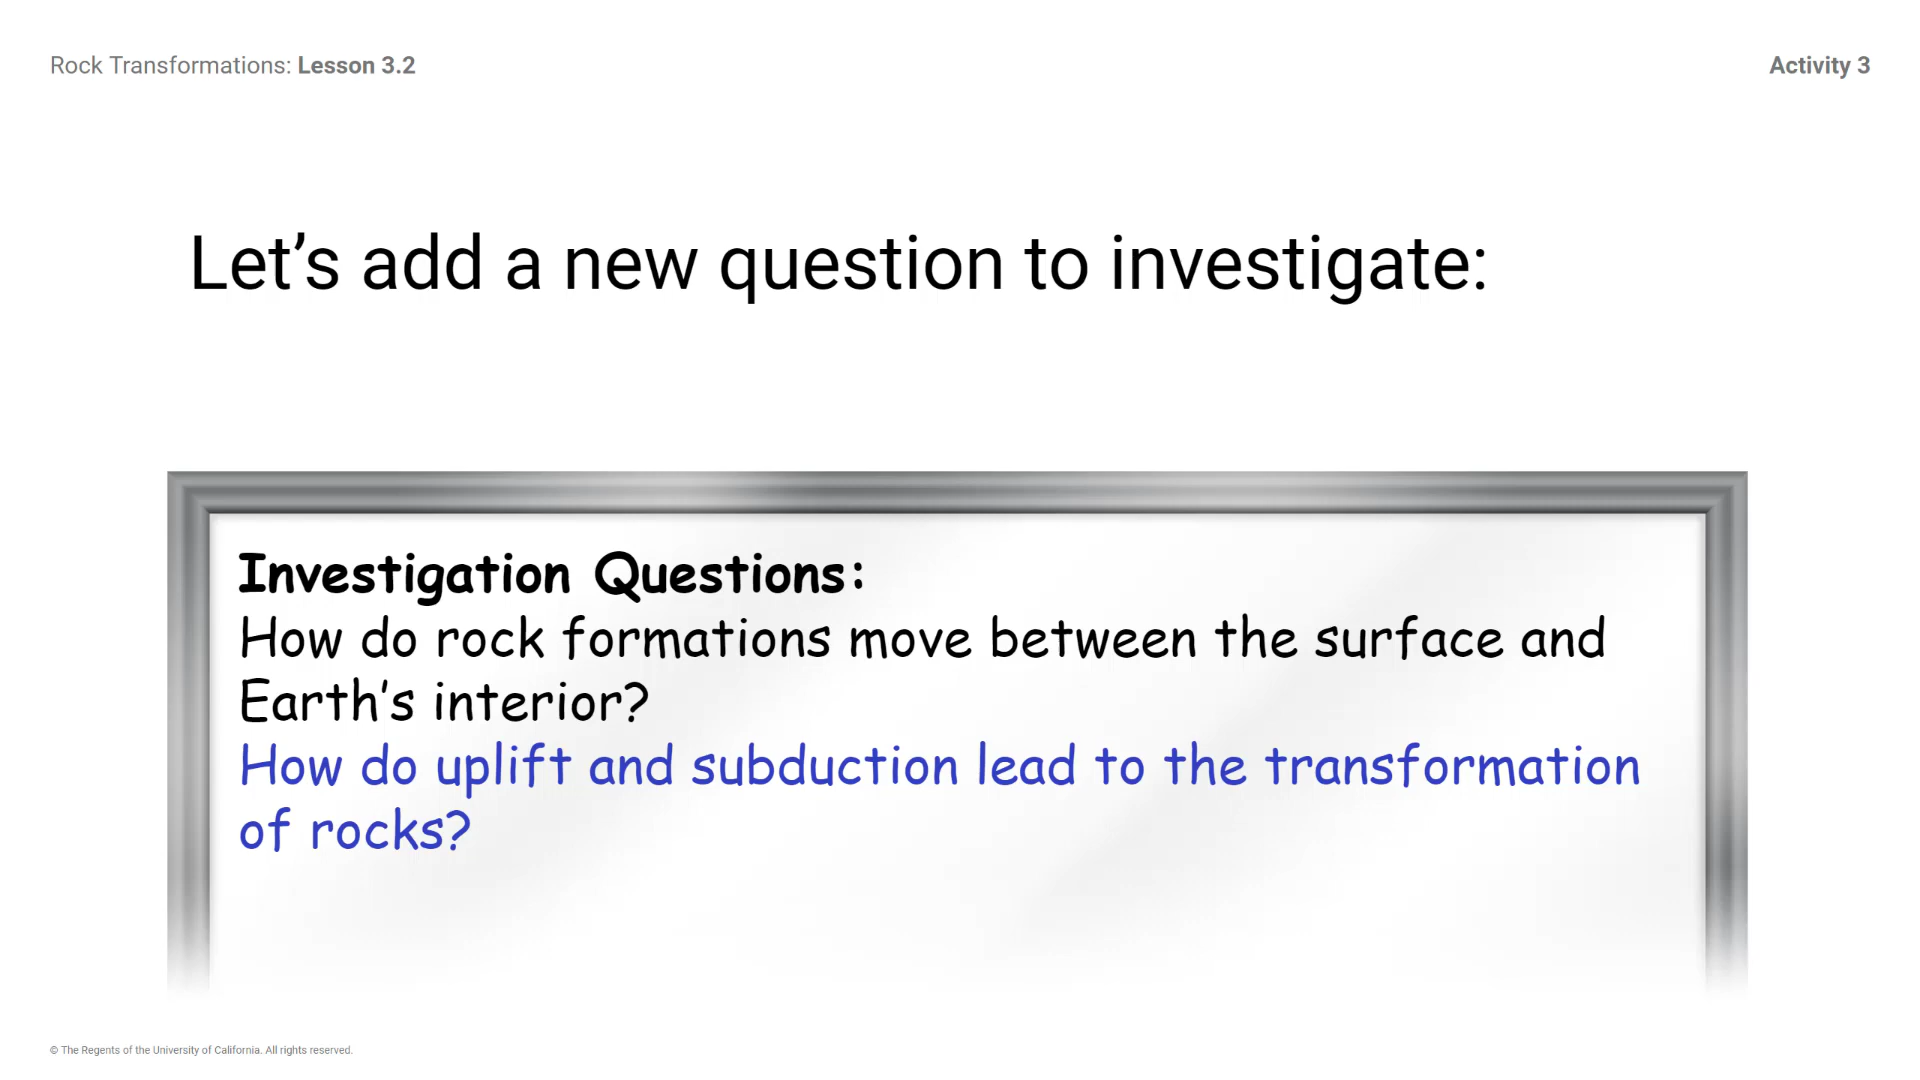 Rock Transformations: Lesson 3.2
Activity 3
Let’s add a new question to investigate:
Investigation Questions:
How do rock formations move between the surface and
Earth’s interior?
How do uplift and subduction lead to the transformation
of rocks?
© The Regents of the University of California. All rights reserved.